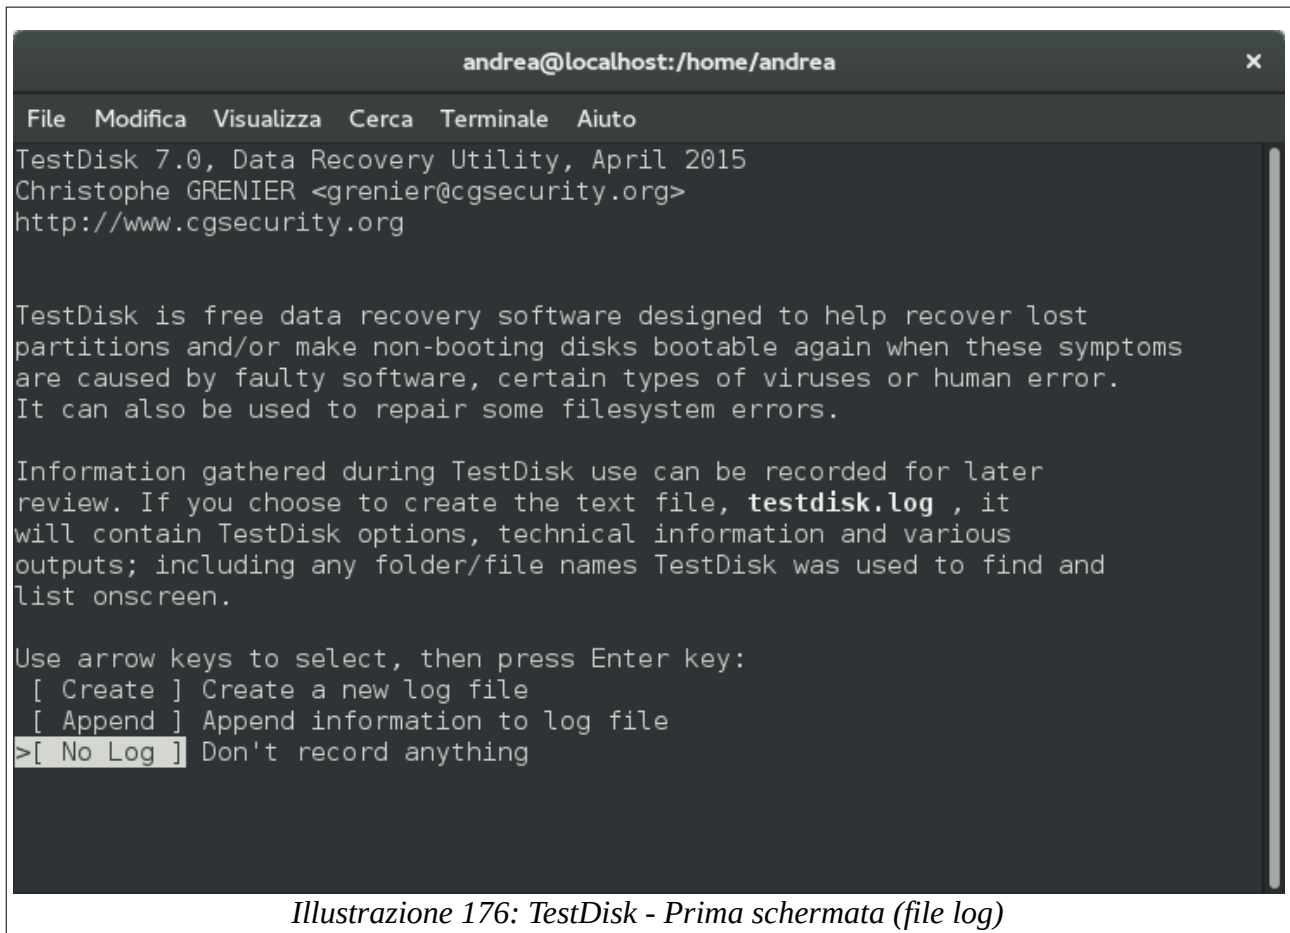 andrea@localhost:/home/andrea ×
File Modifica Visualizza Cerca Terminale Aiuto
TestDisk 7.0, Data Recovery Utility, April 2015
Christophe GRENIER <grenier@cgsecurity.org>
http://www.cgsecurity.org
TestDisk is free data recovery software designed to help recover lost
partitions and/or make non-booting disks bootable again when these symptoms
are caused by faulty software, certain types of viruses or human error.
It can also be used to repair some filesystem errors.
Information gathered during TestDisk use can be recorded for later
review. If you choose to create the text file, testdisk.log , it
will contain TestDisk options, technical information and various
outputs; including any folder/file names TestDisk was used to find and
list onscreen.
Use arrow keys to select, then press Enter key:
[ Create ] Create a new log file
[ Append ] Append information to log file
>[ No Log ] Don't record anything
Illustrazione 176: TestDisk - Prima schermata (file log)